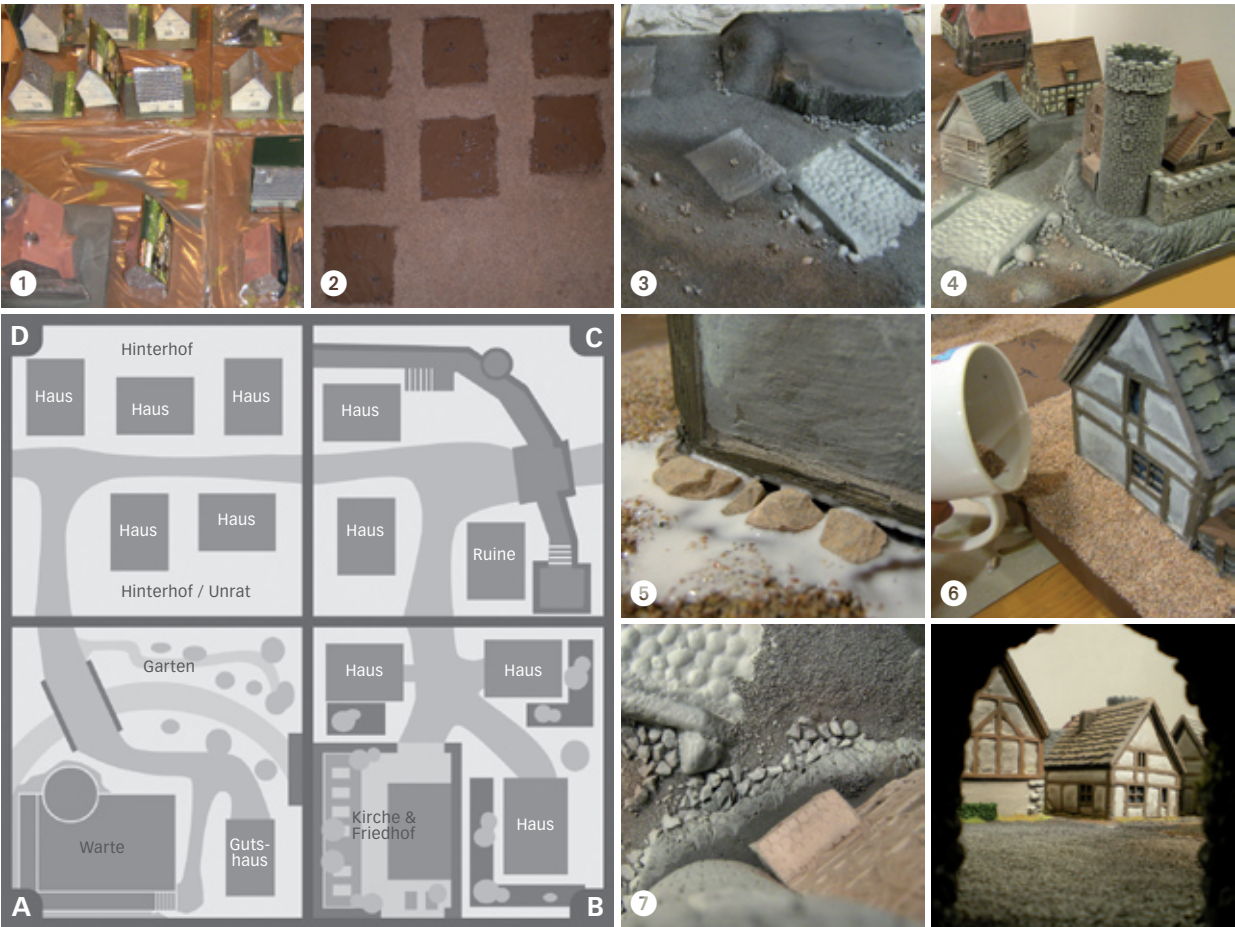 1
2
3
4
D
C
Hinterhof
Haus
Haus
Haus
Haus
Haus
Haus
Haus
Ruine
Hinterhof / Unrat
5
6
Garten
Haus
Haus
Kirche &
Friedhof
Haus
Warte
Guts-
haus
A
B
7